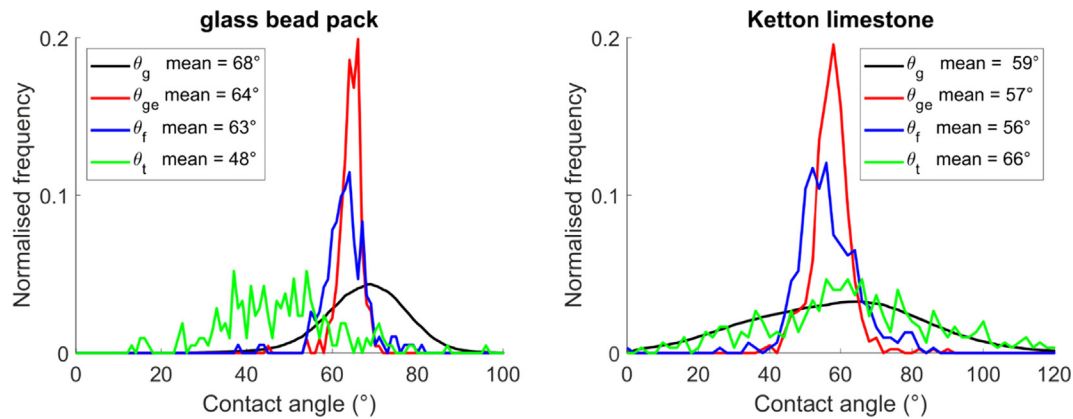 glass bead pack
0.2
θg mean = 68°
θge mean = 64°
θf mean = 63°
θt mean = 48°
Normalised frequency
0.1
0
0 20 40 60 80 100
Contact angle (°)
Ketton limestone
0.2
θg mean = 59°
θge mean = 57°
θf mean = 56°
θt mean = 66°
Normalised frequency
0.1
0
0 20 40 60 80 100 120
Contact angle (°)